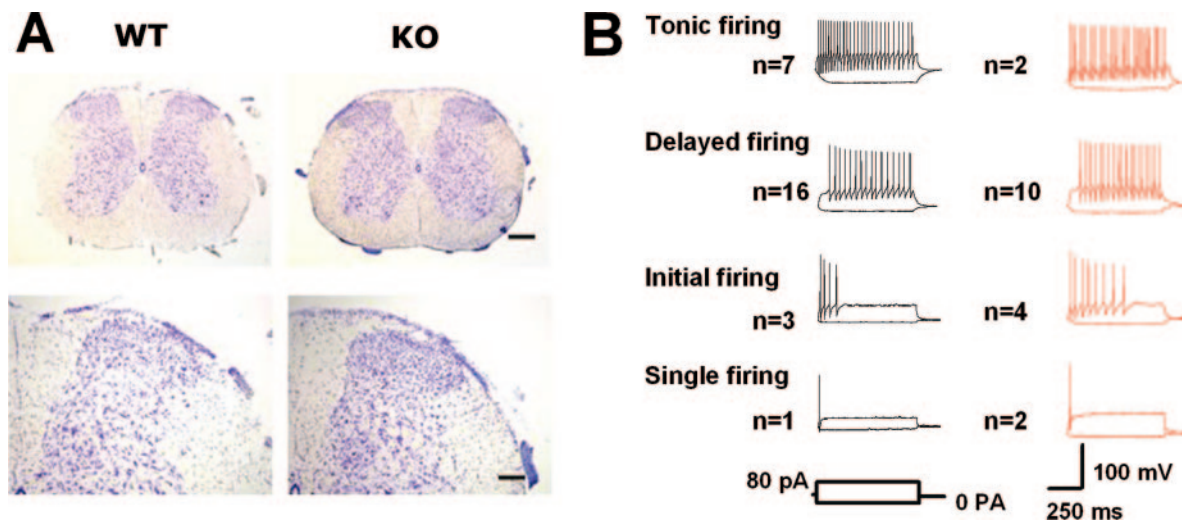 A
WT
KO
B
Tonic firing
n=7
n=2
Delayed firing
n=16
n=10
Initial firing
n=3
n=4
Single firing
n=1
n=2
80 pA
0 PA
100 mV
250 ms